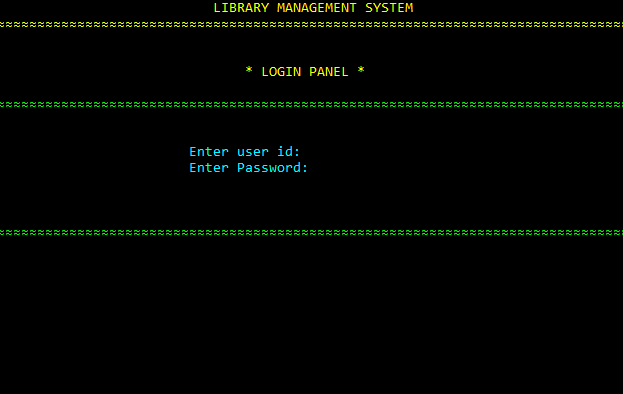 LIBRARY MANAGEMENT SYSTEM
* LOGIN PANEL *
Enter user id:
Enter Password: